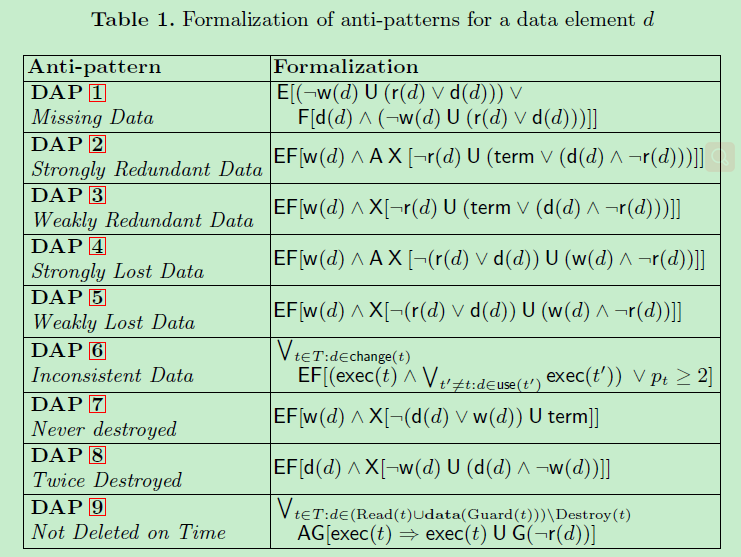 Table 1. Formalization of anti-patterns for a data element d
Anti-pattern Formalization
DAP 1
Missing Data
E[(¬w(d) U (r(d) ∨ d(d))) ∨
F[d(d) ∧ (¬w(d) U (r(d) ∨ d(d)))]]
DAP 2
Strongly Redundant Data
EF[w(d) ∧ A X [¬r(d) U (term ∨ (d(d) ∧ ¬r(d)))]]
DAP 3
Weakly Redundant Data
EF[w(d) ∧ X[¬r(d) U (term ∨ (d(d) ∧ ¬r(d)))]]
DAP 4
Strongly Lost Data
EF[w(d) ∧ A X [¬(r(d) ∨ d(d)) U (w(d) ∧ ¬r(d))]]
DAP 5
Weakly Lost Data
EF[w(d) ∧ X[¬(r(d) ∨ d(d)) U (w(d) ∧ ¬r(d))]]
DAP 6
Inconsistent Data
⋁t∈T:d∈change(t)
EF[(exec(t) ∧ ⋁t′≠t:d∈use(t′) exec(t′)) ∨ pt ≥ 2]
DAP 7
Never destroyed
EF[w(d) ∧ X[¬(d(d) ∨ w(d)) U term]]
DAP 8
Twice Destroyed
EF[d(d) ∧ X[¬w(d) U (d(d) ∧ ¬w(d))]]
DAP 9
Not Deleted on Time
⋁t∈T:d∈(Read(t)∪data(Guard(t)))\Destroy(t)
AG[exec(t) ⇒ exec(t) U G(¬r(d))]